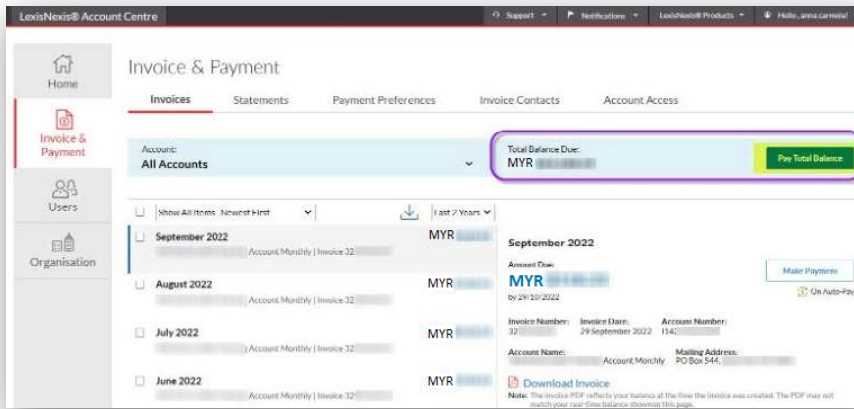 LexisNexis® Account Centre
Support
Notifications
LexisNexis® Products
Hello, anna carmela!
Home
Invoice & Payment
Users
Organisation
Invoice & Payment
Invoices
Statements
Payment Preferences
Invoice Contacts
Account Access
Account:
All Accounts
Total Balance Due:
MYR
Pay Total Balance
Show All Items Newest First
Last 2 Years
September 2022
MYR
Account Monthly | Invoice 32
August 2022
MYR
Account Monthly | Invoice 32
July 2022
MYR
Account Monthly | Invoice 32
June 2022
MYR
Account Monthly | Invoice 32
September 2022
Amount Due:
MYR
by 29/10/2022
Make Payment
On Auto-Pay
Invoice Number: Invoice Date: Account Number:
32 29 September 2022 114
Account Name: Mailing Address:
Account Monthly PO Box 544,
Download Invoice
Note: The invoice PDF reflects your balance at the time the invoice was created. The PDF may not
match your real-time balance shown on this page.